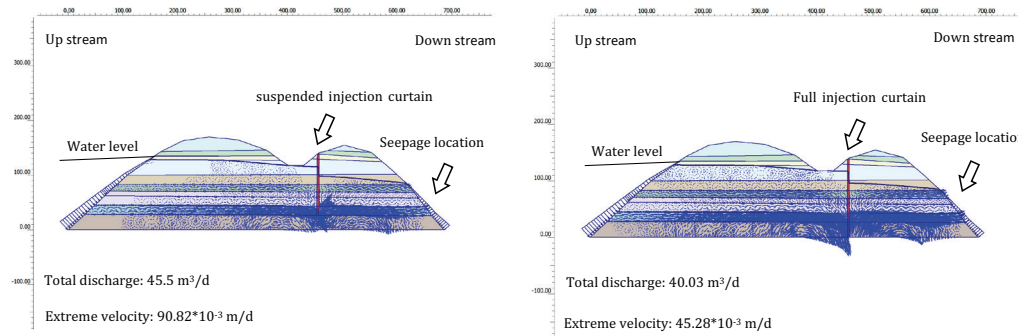 0.00 100.00 200.00 300.00 400.00 500.00 600.00 700.00
Up stream
Down stream
300.00
suspended injection curtain
200.00
Water level
Seepage location
100.00
0.00
-100.00
Total discharge: 45.5 m³/d
Extreme velocity: 90.82*10⁻³ m/d
0.00 100.00 200.00 300.00 400.00 500.00 600.00 700.00
Up stream
Down stream
300.00
Full injection curtain
200.00
Water level
Seepage location
100.00
0.00
-100.00
Total discharge: 40.03 m³/d
Extreme velocity: 45.28*10⁻³ m/d